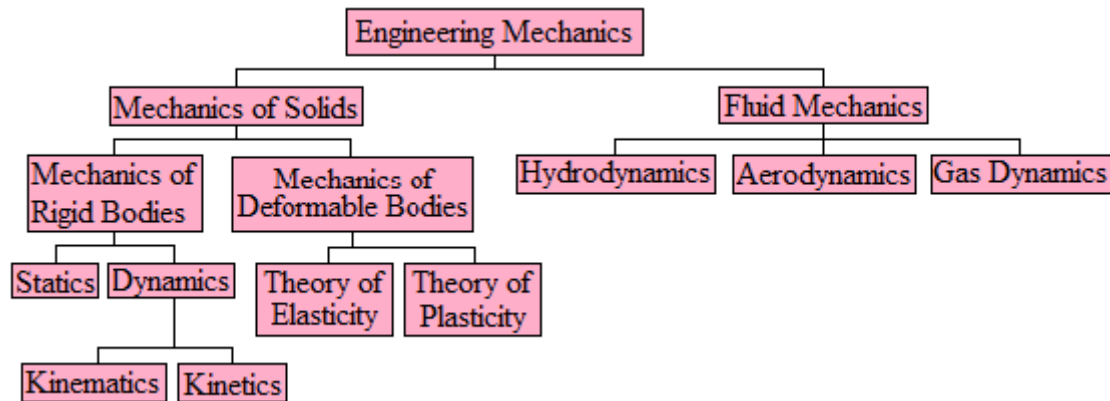 Engineering Mechanics
Mechanics of Solids
Fluid Mechanics
Mechanics of
Rigid Bodies
Mechanics of
Deformable Bodies
Hydrodynamics
Aerodynamics
Gas Dynamics
Statics
Dynamics
Theory of
Elasticity
Theory of
Plasticity
Kinematics
Kinetics